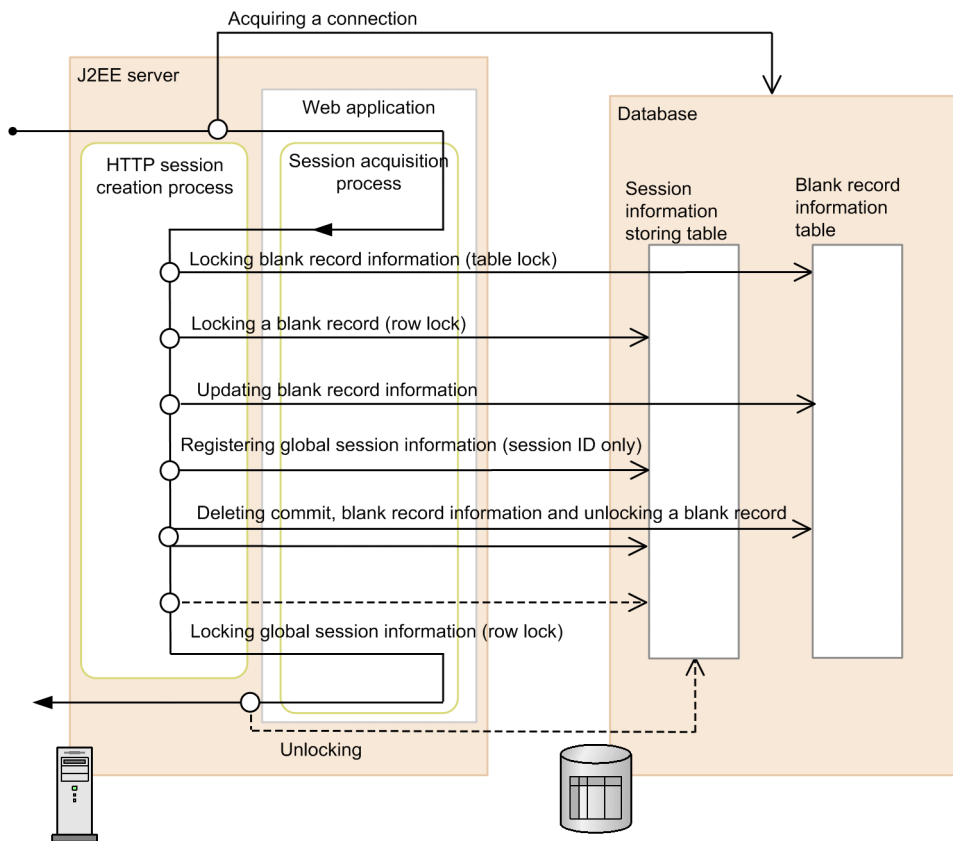 Acquiring a connection
J2EE server
Web application
Database
HTTP session
creation process
Session acquisition
process
Session
information
storing table
Blank record
information
table
Locking blank record information (table lock)
Locking a blank record (row lock)
Updating blank record information
Registering global session information (session ID only)
Deleting commit, blank record information and unlocking a blank record
Locking global session information (row lock)
Unlocking